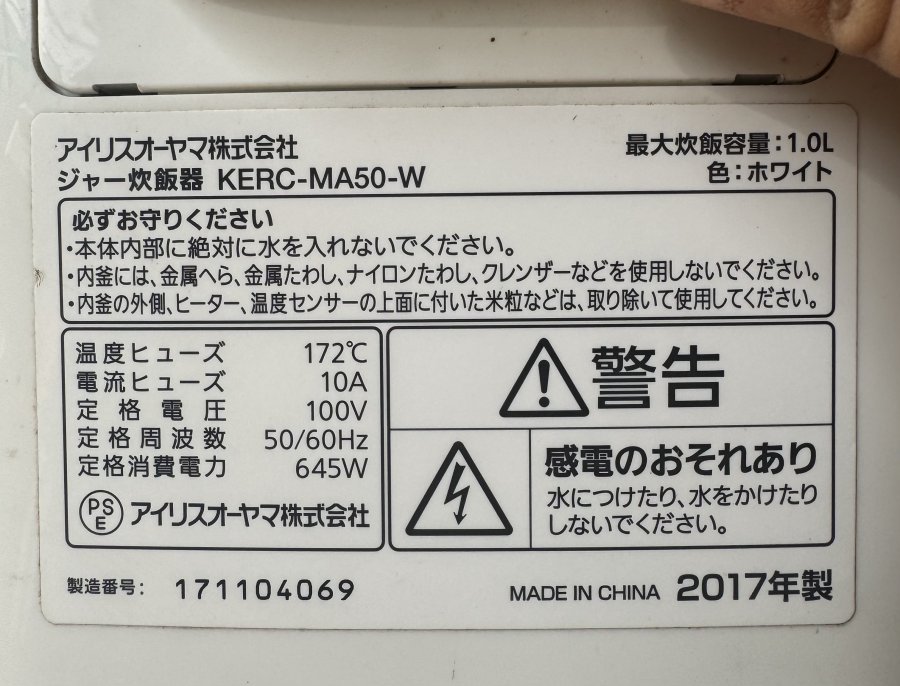 アイリスオーヤマ株式会社
最大炊飯容量：1.0L
ジャー炊飯器 KERC-MA50-W
色：ホワイト
必ずお守りください
・本体内部に絶対に水を入れないでください。
・内釜には、金属へら、金属たわし、ナイロンたわし、クレンザーなどを使用しないでください。
・内釜の外側、ヒーター、温度センサーの上面に付いた米粒などは、取り除いて使用してください。
温度ヒューズ 172℃
電流ヒューズ 10A
定格電圧 100V
定格周波数 50/60Hz
定格消費電力 645W
PSE アイリスオーヤマ株式会社
警告
感電のおそれあり
水につけたり、水をかけたり
しないでください。
製造番号： 171104069
MADE IN CHINA 2017年製